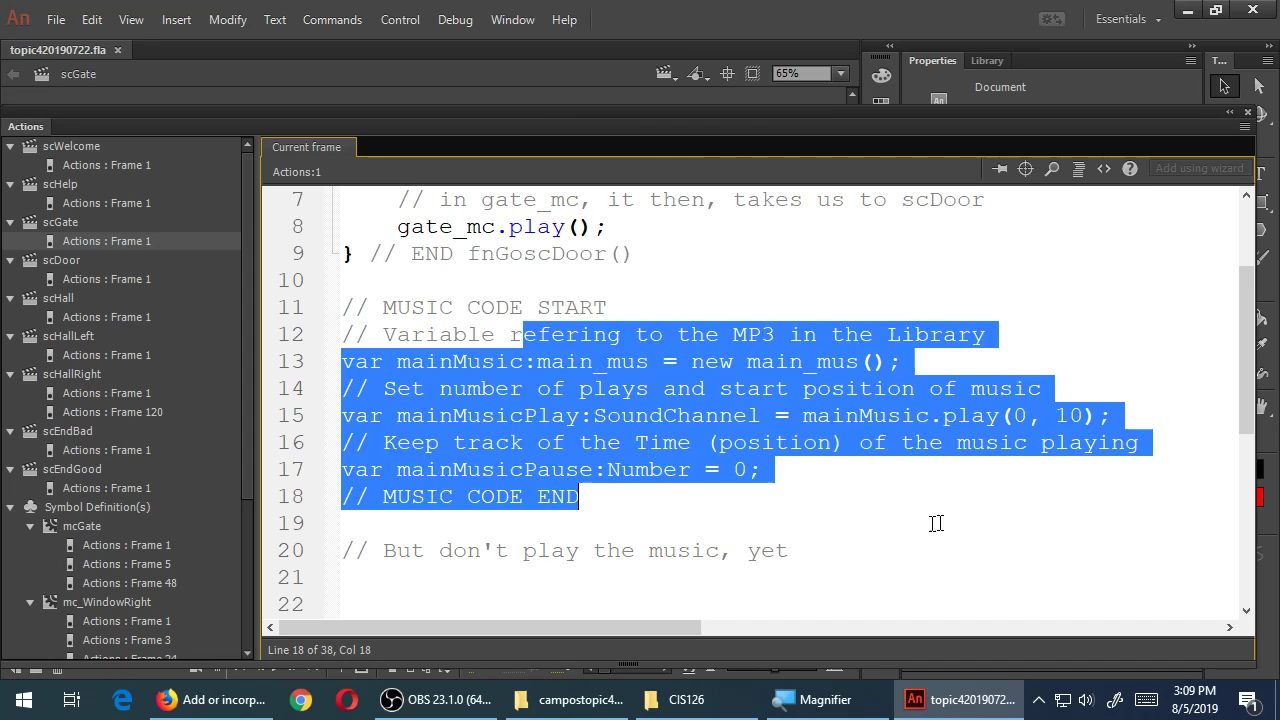 An File Edit View Insert Modify Text Commands Control Debug Window Help Essentials
topic420190722.fla × Properties Library T...
scGate 65% Document
Actions
Current frame
Actions:1 Add using wizard
scWelcome
Actions : Frame 1
scHelp
Actions : Frame 1
scGate
Actions : Frame 1
scDoor
Actions : Frame 1
scHall
Actions : Frame 1
scHallLeft
Actions : Frame 1
scHallRight
Actions : Frame 1
Actions : Frame 120
scEndBad
Actions : Frame 1
scEndGood
Actions : Frame 1
Symbol Definition(s)
mcGate
Actions : Frame 1
Actions : Frame 5
Actions : Frame 48
mc_WindowRight
Actions : Frame 1
Actions : Frame 3
Actions : Frame 24
7 // in gate_mc, it then, takes us to scDoor
8 gate_mc.play();
9 } // END fnGoscDoor()
10
11 // MUSIC CODE START
12 // Variable refering to the MP3 in the Library
13 var mainMusic:main_mus = new main_mus();
14 // Set number of plays and start position of music
15 var mainMusicPlay:SoundChannel = mainMusic.play(0, 10);
16 // Keep track of the Time (position) of the music playing
17 var mainMusicPause:Number = 0;
18 // MUSIC CODE END
19
20 // But don't play the music, yet
21
22
Line 18 of 38, Col 18
Add or incorp... OBS 23.1.0 (64... campostopic4... CIS126 Magnifier An topic420190722... 3:09 PM
8/5/2019 1